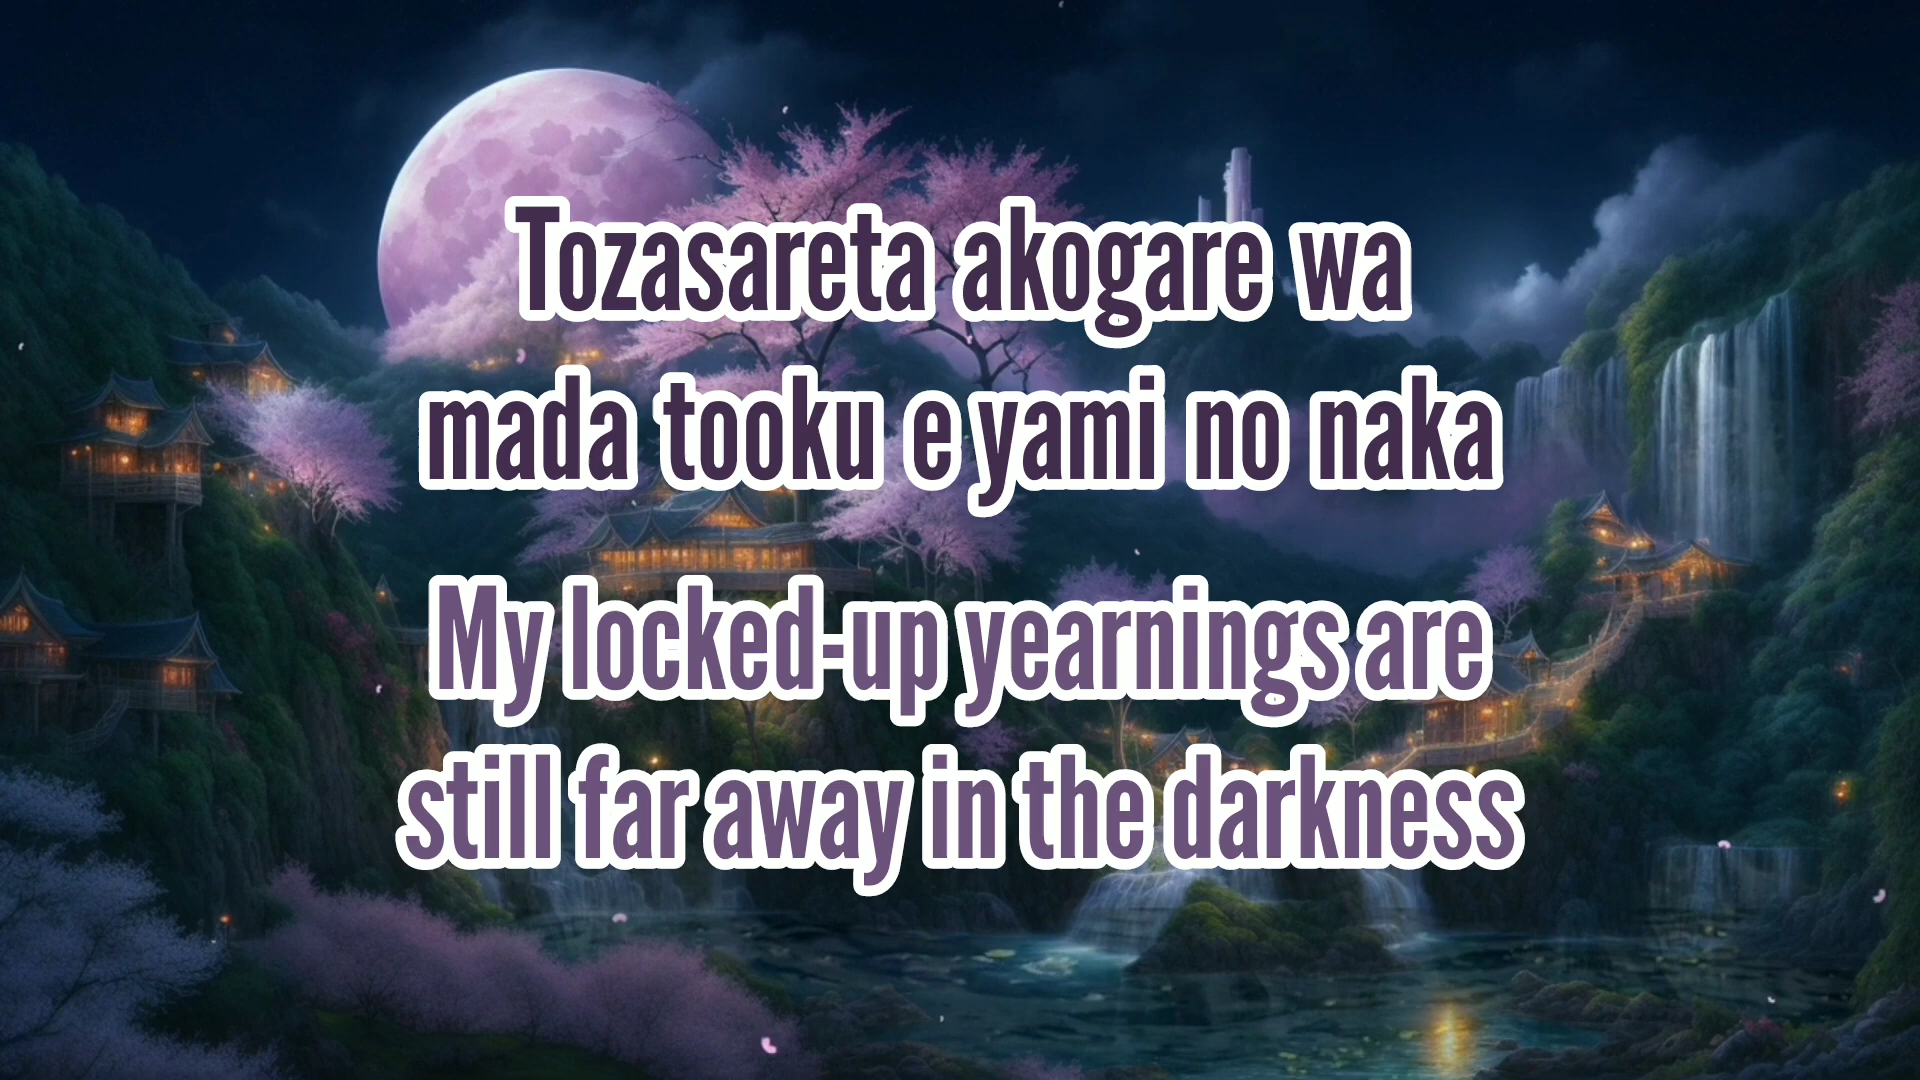 Tozasareta akogare wa
mada tooku e yami no naka
My locked-up yearnings are
still far away in the darkness